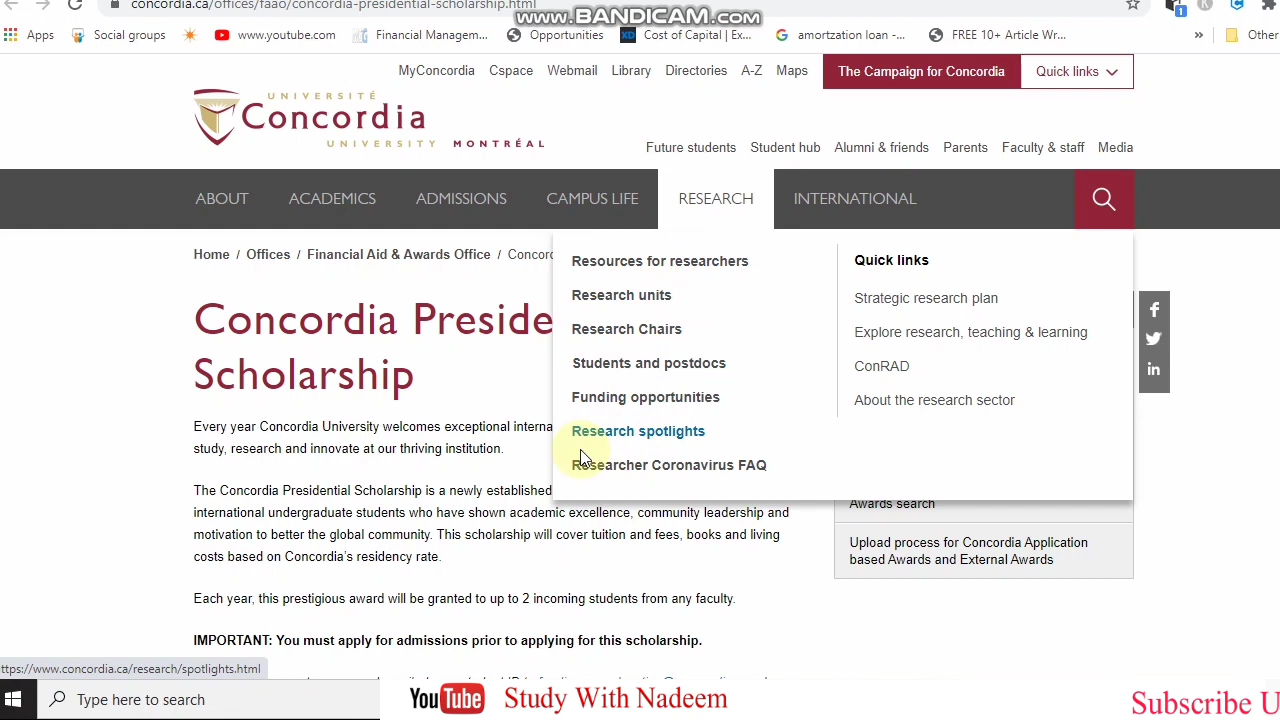 concordia.ca/offices/faao/concordia-presidential-scholarship.html
www.BANDICAM.com
1
Apps
Social groups
www.youtube.com
Financial Managem...
Opportunities
XD
Cost of Capital | Ex...
G
amortzation loan -...
FREE 10+ Article Wr...
»
Other
MyConcordia
Cspace
Webmail
Library
Directories
A-Z
Maps
The Campaign for Concordia
Quick links
UNIVERSITÉ
Concordia
UNIVERSITY MONTRÉAL
Future students
Student hub
Alumni & friends
Parents
Faculty & staff
Media
ABOUT
ACADEMICS
ADMISSIONS
CAMPUS LIFE
RESEARCH
INTERNATIONAL
Home / Offices / Financial Aid & Awards Office / Concord
Resources for researchers
Research units
Research Chairs
Students and postdocs
Funding opportunities
Research spotlights
Researcher Coronavirus FAQ
Quick links
Strategic research plan
Explore research, teaching & learning
ConRAD
About the research sector
Concordia Preside
Scholarship
Every year Concordia University welcomes exceptional interna
study, research and innovate at our thriving institution.
The Concordia Presidential Scholarship is a newly established
international undergraduate students who have shown academic excellence, community leadership and
motivation to better the global community. This scholarship will cover tuition and fees, books and living
costs based on Concordia's residency rate.
Each year, this prestigious award will be granted to up to 2 incoming students from any faculty.
IMPORTANT: You must apply for admissions prior to applying for this scholarship.
Awards search
Upload process for Concordia Application
based Awards and External Awards
f
in
ttps://www.concordia.ca/research/spotlights.html
Type here to search
YouTube
Study With Nadeem
Subscribe U